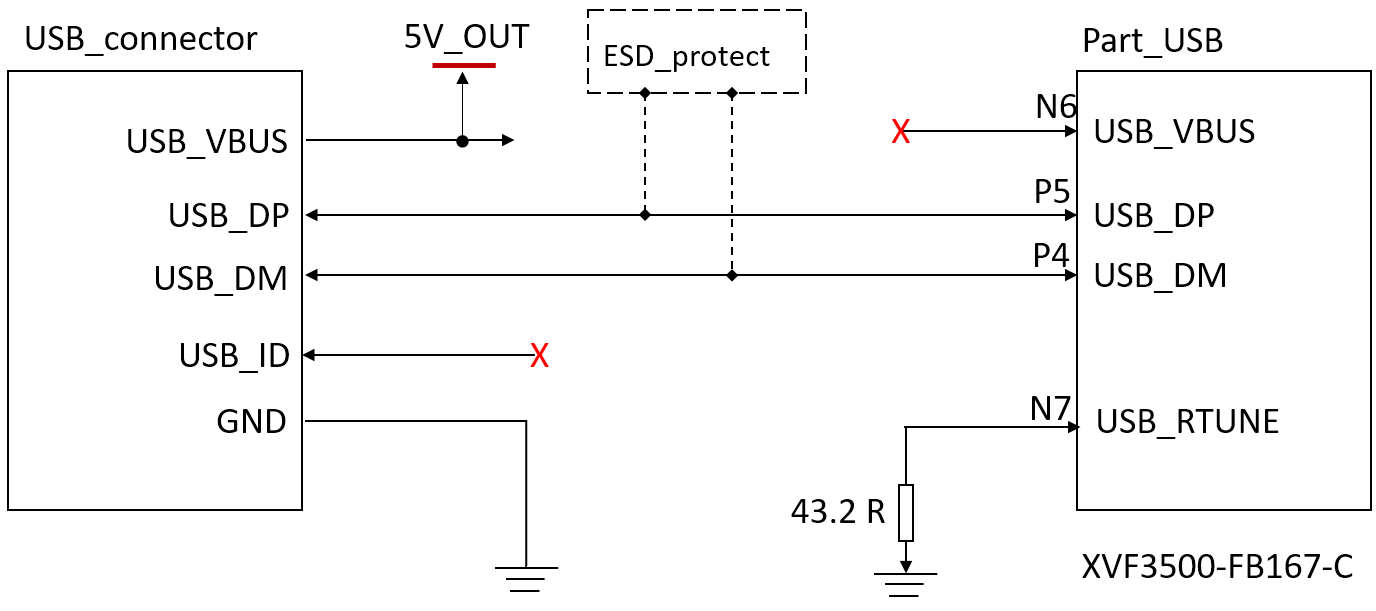 USB_connector
5V_OUT
ESD_protect
Part_USB
USB_VBUS
USB_DP
USB_DM
USB_ID
GND
X
X
N6
USB_VBUS
P5
USB_DP
P4
USB_DM
N7
USB_RTUNE
43.2 R
XVF3500-FB167-C